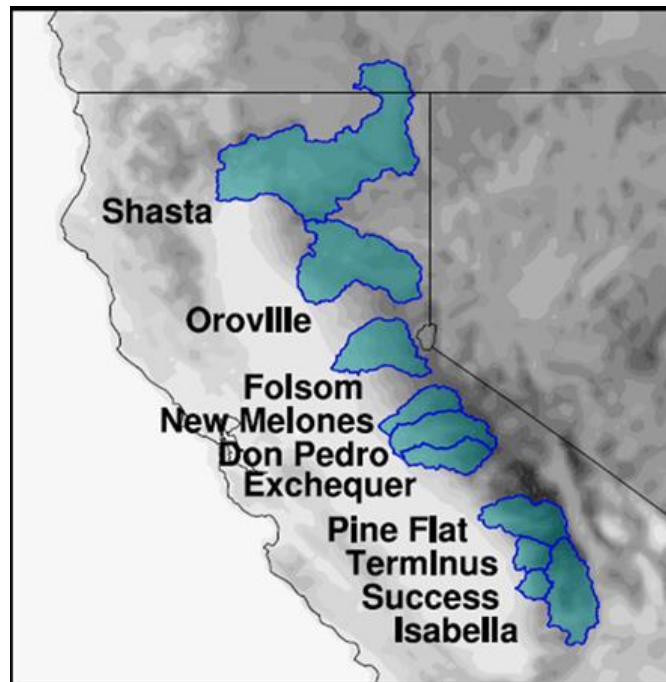 Shasta
Oroville
Folsom
New Melones
Don Pedro
Exchequer
Pine Flat
Terminus
Success
Isabella